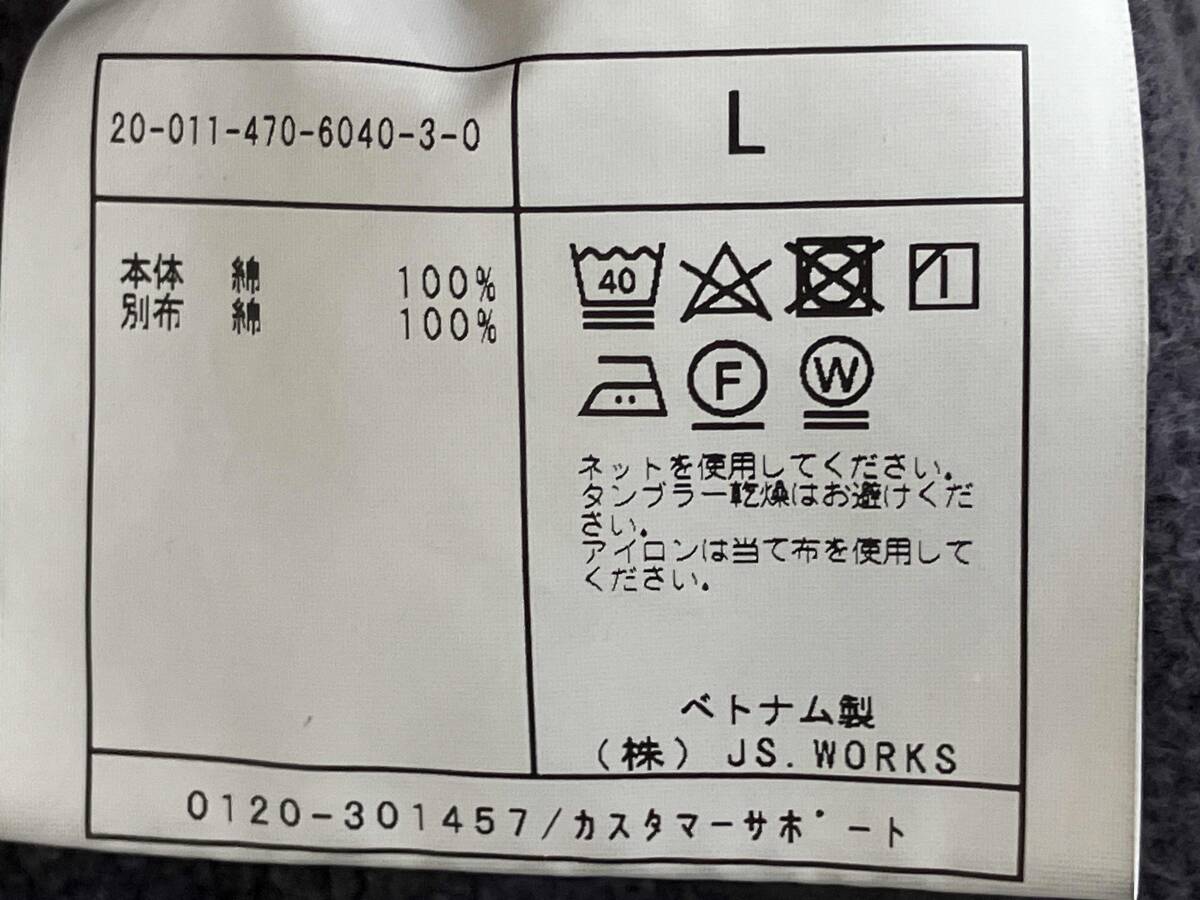 20-011-470-6040-3-0
L
本体 綿 100%
別布 綿 100%
40
F
W
ネットを使用してください。
タンブラー乾燥はお避けくだ
さい。
アイロンは当て布を使用して
ください。
ベトナム製
(株) JS.WORKS
0120-301457/カスタマーサポート